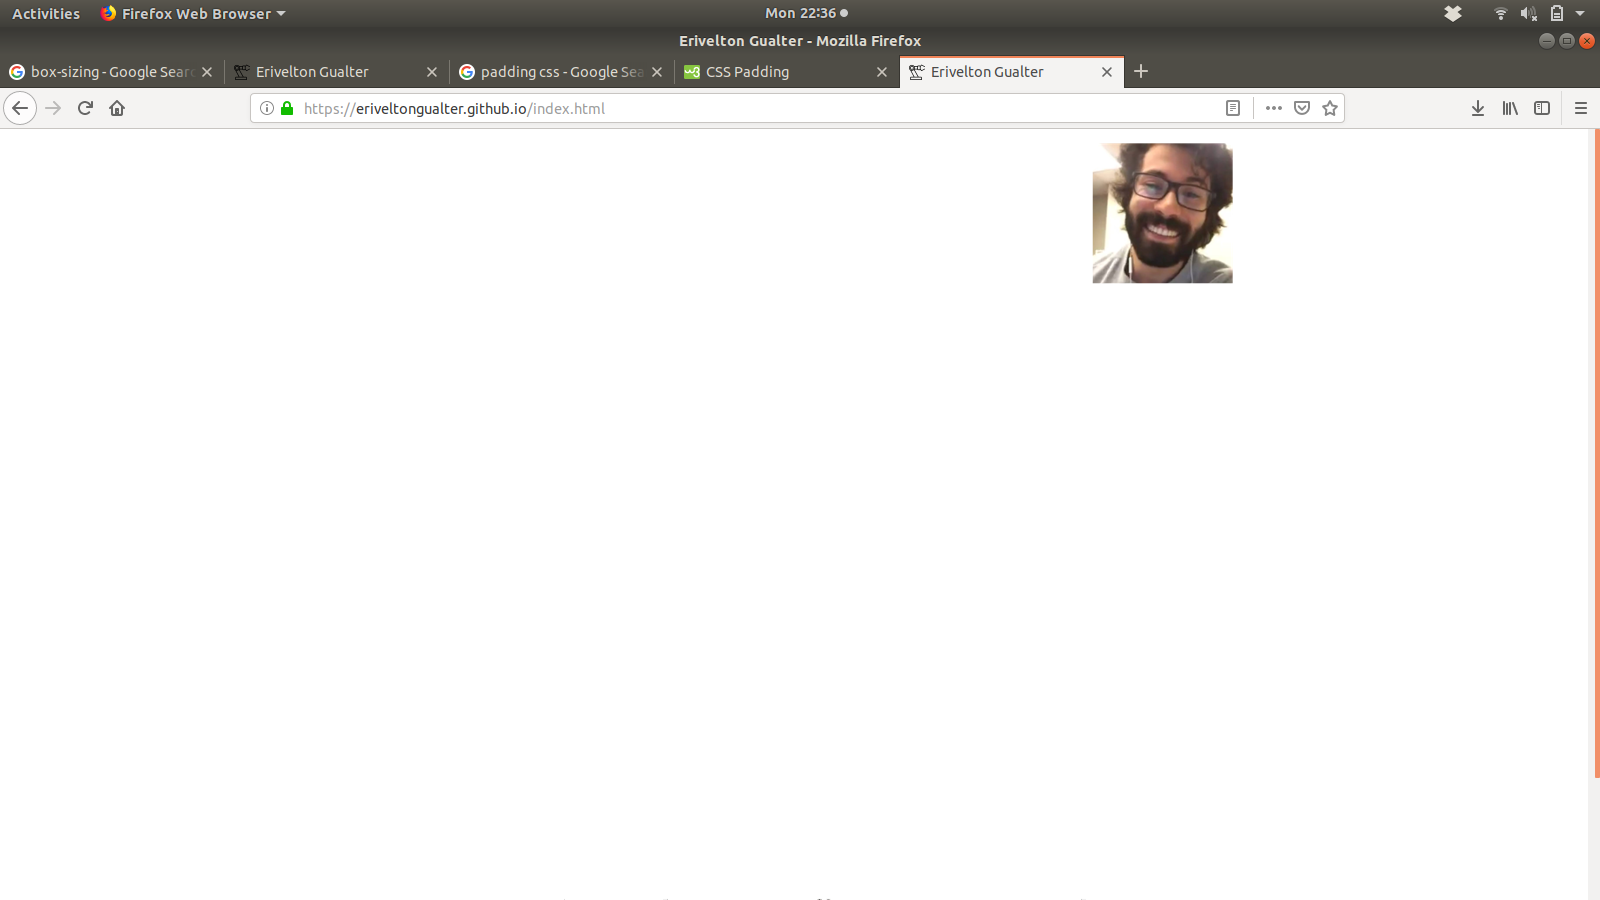 Activities Firefox Web Browser Mon 22:36
Erivelton Gualter - Mozilla Firefox
box-sizing - Google Sear Erivelton Gualter padding css - Google Sea CSS Padding Erivelton Gualter
https://eriveltongualter.github.io/index.html